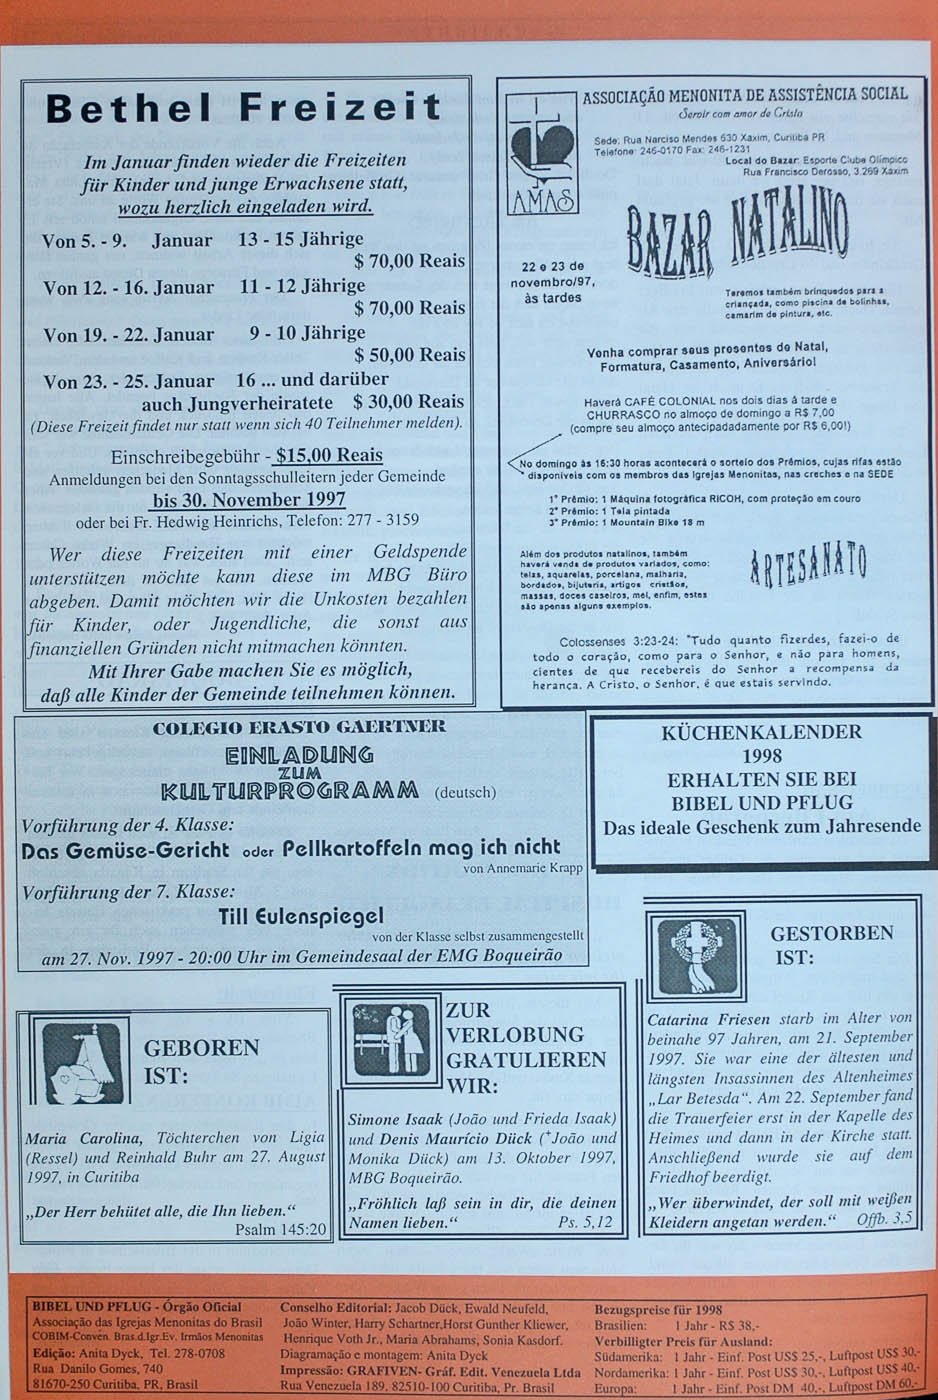 Bethel Freizeit
Im Januar finden wieder die Freizeiten
für Kinder und junge Erwachsene statt,
wozu herzlich eingeladen wird.
Von 5. - 9. Januar 13 - 15 Jährige
$ 70,00 Reais
Von 12. - 16. Januar 11 - 12 Jährige
$ 70,00 Reais
Von 19. - 22. Januar 9 - 10 Jährige
$ 50,00 Reais
Von 23. - 25. Januar 16 ... und darüber
auch Jungverheiratete $ 30,00 Reais
(Diese Freizeit findet nur statt wenn sich 40 Teilnehmer melden).
Einschreibegebühr - $15,00 Reais
Anmeldungen bei den Sonntagsschulleitern jeder Gemeinde
bis 30. November 1997
oder bei Fr. Hedwig Heinrichs, Telefon: 277 - 3159
Wer diese Freizeiten mit einer Geldspende
unterstützen möchte kann diese im MBG Büro
abgeben. Damit möchten wir die Unkosten bezahlen
für Kinder, oder Jugendliche, die sonst aus
finanziellen Gründen nicht mitmachen könnten.
Mit Ihrer Gabe machen Sie es möglich,
daß alle Kinder der Gemeinde teilnehmen können.
AMAS
ASSOCIAÇÃO MENONITA DE ASSISTÊNCIA SOCIAL
Servir com amor de Cristo
Sede: Rua Narciso Mendes 630 Xaxim, Curitiba PR
Telefone: 246-0170 Fax: 246-1231
Local do Bazar: Esporte Clube Olímpico
Rua Francisco Derosso, 3.269 Xaxim
BAZAR NATALINO
22 e 23 de
novembro/97,
às tardes
Teremos também brinquedos para a
criançada, como piscina de bolinhas,
camarim de pintura, etc.
Venha comprar seus presentes de Natal,
Formatura, Casamento, Aniversário!
Haverá CAFÉ COLONIAL nos dois dias à tarde e
CHURRASCO no almoço de domingo a R$ 7,00
(compre seu almoço antecipadadamente por R$ 6,00!)
No domingo às 16:30 horas acontecerá o sorteio dos Prêmios, cujas rifas estão
disponíveis com os membros das Igrejas Menonitas, nas creches e na SEDE
1º Prêmio: 1 Máquina fotográfica RICOH, com proteção em couro
2º Prêmio: 1 Tela pintada
3º Prêmio: 1 Mountain Bike 18 m
Além dos produtos natalinos, também
haverá venda de produtos variados, como:
telas, aquarelas, porcelana, malharia,
bordados, bijuteria, artigos cristãos,
massas, doces caseiros, mel, enfim, estes
são apenas alguns exemplos.
ARTESANATO
Colossenses 3:23-24: "Tudo quanto fizerdes, fazei-o de
todo o coração, como para o Senhor, e não para homens,
cientes de que recebereis do Senhor a recompensa da
herança. A Cristo, o Senhor, é que estais servindo.
COLEGIO ERASTO GAERTNER
EINLADUNG
ZUM
KULTURPROGRAMM (deutsch)
Vorführung der 4. Klasse:
Das Gemüse-Gericht oder Pellkartoffeln mag ich nicht
von Annemarie Krapp
Vorführung der 7. Klasse:
Till Eulenspiegel
von der Klasse selbst zusammengestellt
am 27. Nov. 1997 - 20:00 Uhr im Gemeindesaal der EMG Boqueirão
KÜCHENKALENDER
1998
ERHALTEN SIE BEI
BIBEL UND PFLUG
Das ideale Geschenk zum Jahresende
GEBOREN
IST:
Maria Carolina, Töchterchen von Ligia
(Ressel) und Reinhald Buhr am 27. August
1997, in Curitiba
„Der Herr behütet alle, die Ihn lieben."
Psalm 145:20
ZUR
VERLOBUNG
GRATULIEREN
WIR:
Simone Isaak (João und Frieda Isaak)
und Denis Maurício Dück (⁺João und
Monika Dück) am 13. Oktober 1997,
MBG Boqueirão.
„Fröhlich laß sein in dir, die deinen
Namen lieben." Ps. 5,12
GESTORBEN
IST:
Catarina Friesen starb im Alter von
beinahe 97 Jahren, am 21. September
1997. Sie war eine der ältesten und
längsten Insassinnen des Altenheimes
„Lar Betesda". Am 22. September fand
die Trauerfeier erst in der Kapelle des
Heimes und dann in der Kirche statt.
Anschließend wurde sie auf dem
Friedhof beerdigt.
„Wer überwindet, der soll mit weißen
Kleidern angetan werden." Offb. 3,5
BIBEL UND PFLUG - Órgão Oficial
Associação das Igrejas Menonitas do Brasil
COBIM-Conven. Bras.d.Igr.Ev. Irmãos Menonitas
Edição: Anita Dyck, Tel. 278-0708
Rua Danilo Gomes, 740
81670-250 Curitiba, PR, Brasil
Conselho Editorial: Jacob Dück, Ewald Neufeld,
João Winter, Harry Schartner,Horst Gunther Kliewer,
Henrique Voth Jr., Maria Abrahams, Sonia Kasdorf.
Diagramação e montagem: Anita Dyck
Impressão: GRAFIVEN- Gráf. Edit. Venezuela Ltda
Rua Venezuela 189, 82510-100 Curitiba, Pr. Brasil
Bezugspreise für 1998
Brasilien: 1 Jahr - R$ 38,-
Verbilligter Preis für Ausland:
Südamerika: 1 Jahr - Einf. Post US$ 25,-, Luftpost US$ 30,-
Nordamerika: 1 Jahr - Einf. Post US$ 30,-, Luftpost US$ 40,-
Europa: 1 Jahr - Einf. Post DM 40,-, Luftpost DM 60,-